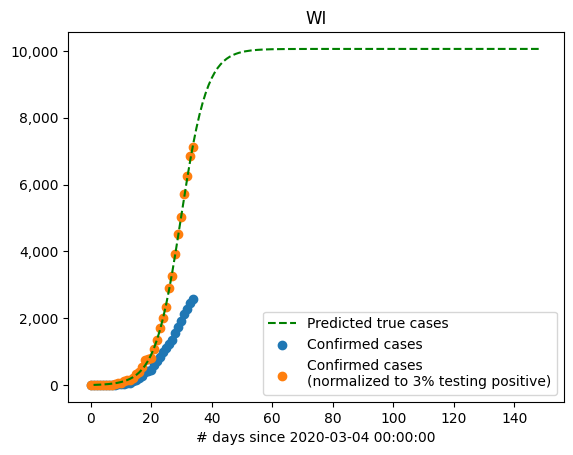 WI
10,000
8,000
6,000
4,000
2,000
0
Predicted true cases
Confirmed cases
Confirmed cases
(normalized to 3% testing positive)
0 20 40 60 80 100 120 140
# days since 2020-03-04 00:00:00